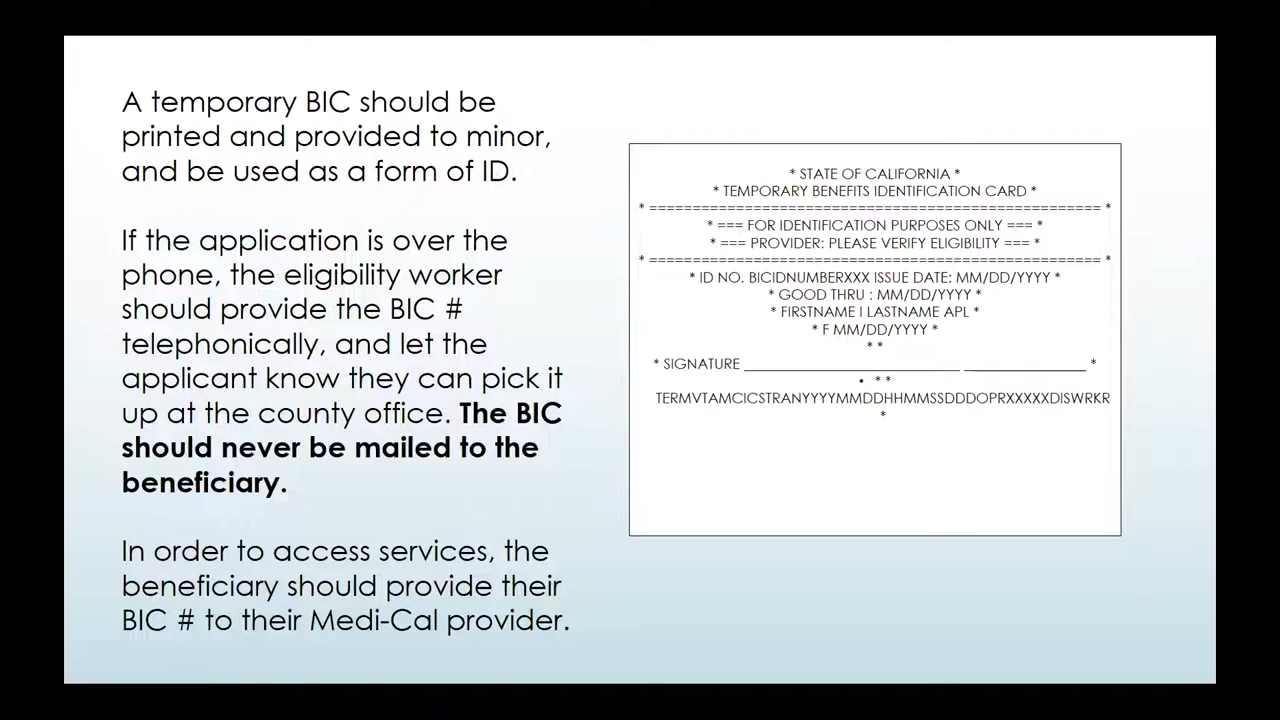 A temporary BIC should be
printed and provided to minor,
and be used as a form of ID.
If the application is over the
phone, the eligibility worker
should provide the BIC #
telephonically, and let the
applicant know they can pick it
up at the county office. The BIC
should never be mailed to the
beneficiary.
In order to access services, the
beneficiary should provide their
BIC # to their Medi-Cal provider.
* STATE OF CALIFORNIA *
* TEMPORARY BENEFITS IDENTIFICATION CARD *
* =================================================== *
* === FOR IDENTIFICATION PURPOSES ONLY === *
* === PROVIDER: PLEASE VERIFY ELIGIBILITY === *
* =================================================== *
* ID NO. BICIDNUMBERXXX ISSUE DATE: MM/DD/YYYY *
* GOOD THRU : MM/DD/YYYY *
* FIRSTNAME I LASTNAME APL *
* F MM/DD/YYYY *
* *
* SIGNATURE _________________________ ______________ *
• * *
TERMVTAMCICSTRANYYYYMMDDHHMMSSDDDOPRXXXXXDISWRKR
*